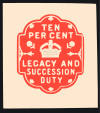 TEN
PER CENT
LEGACY AND
SUCCESSION
DUTY